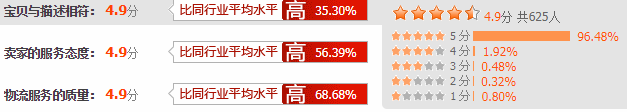 宝贝与描述相符： 4.9分 比同行业平均水平 高 35.30%
卖家的服务态度： 4.9分 比同行业平均水平 高 56.39%
物流服务的质量： 4.9分 比同行业平均水平 高 68.68%
4.9分 共625人
5 分 96.48%
4 分 1.92%
3 分 0.48%
2 分 0.32%
1 分 0.80%